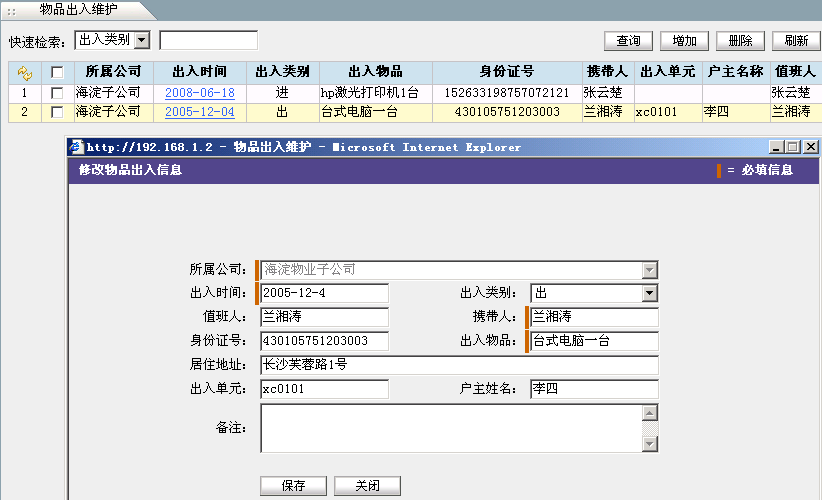 物品出入维护
快速检索： 出入类别 查询 增加 删除 刷新
所属公司 出入时间 出入类别 出入物品 身份证号 携带人 出入单元 户主名称 值班人
1 海淀子公司 2008-06-18 进 hp激光打印机1台 152633198757072121 张云楚 张云楚
2 海淀子公司 2005-12-04 出 台式电脑一台 430105751203003 兰湘涛 xc0101 李四 兰湘涛
http://192.168.1.2 - 物品出入维护 - Microsoft Internet Explorer
修改物品出入信息 = 必填信息
所属公司： 海淀物业子公司
出入时间： 2005-12-4 出入类别： 出
值班人： 兰湘涛 携带人： 兰湘涛
身份证号： 430105751203003 出入物品： 台式电脑一台
居住地址： 长沙芙蓉路1号
出入单元： xc0101 户主姓名： 李四
备注：
保存 关闭